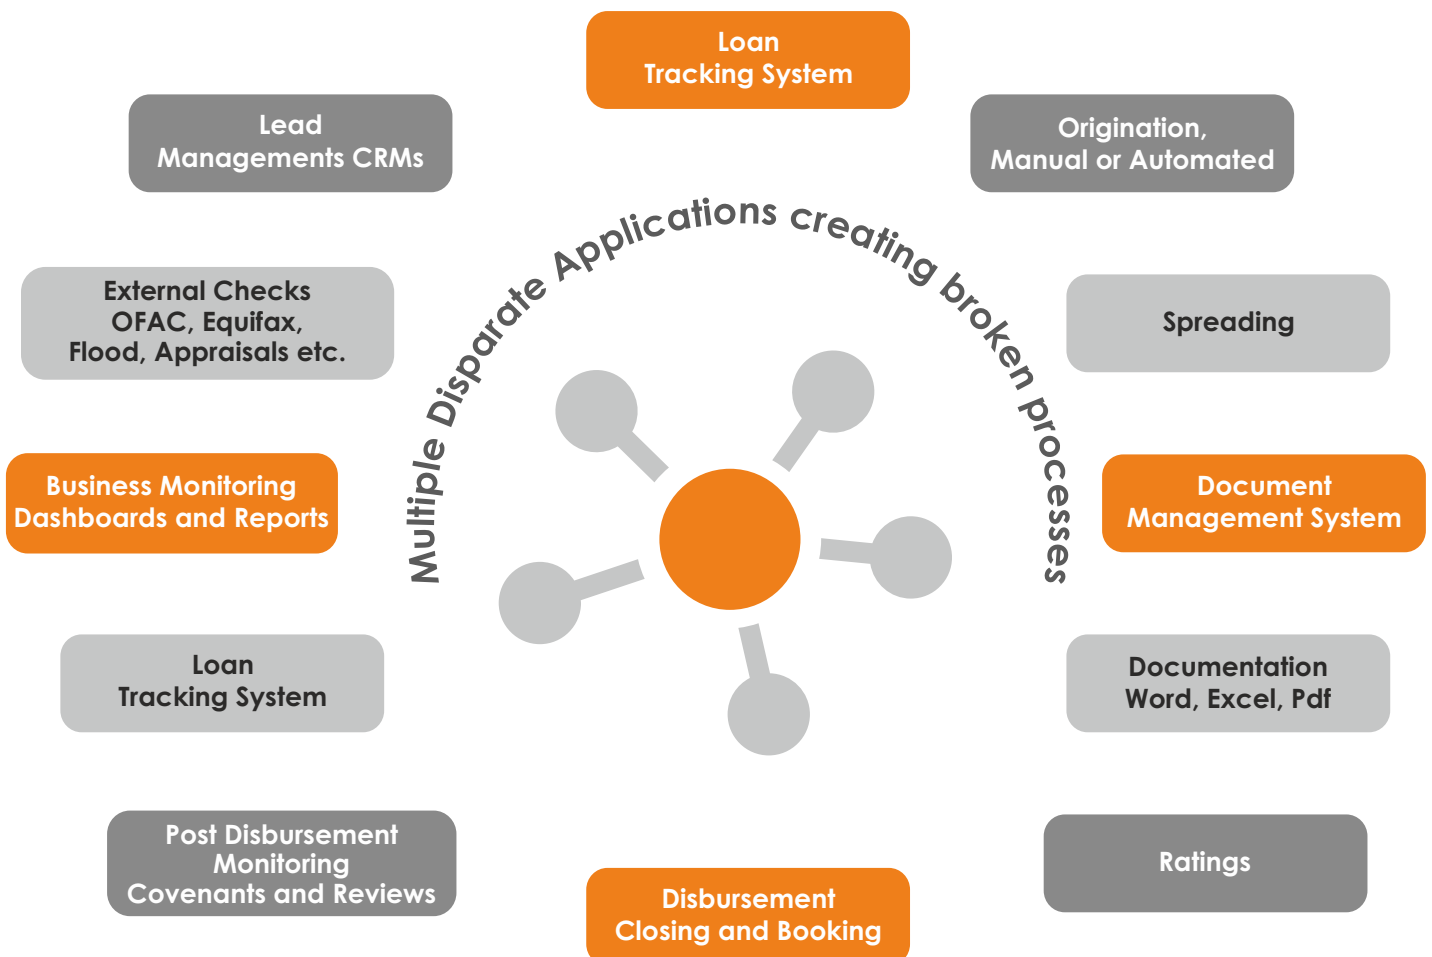 Loan
Tracking System
Lead
Managements CRMs
Origination,
Manual or Automated
Multiple Disparate Applications creating broken processes
External Checks
OFAC, Equifax,
Flood, Appraisals etc.
Spreading
Business Monitoring
Dashboards and Reports
Document
Management System
Loan
Tracking System
Documentation
Word, Excel, Pdf
Post Disbursement
Monitoring
Covenants and Reviews
Ratings
Disbursement
Closing and Booking